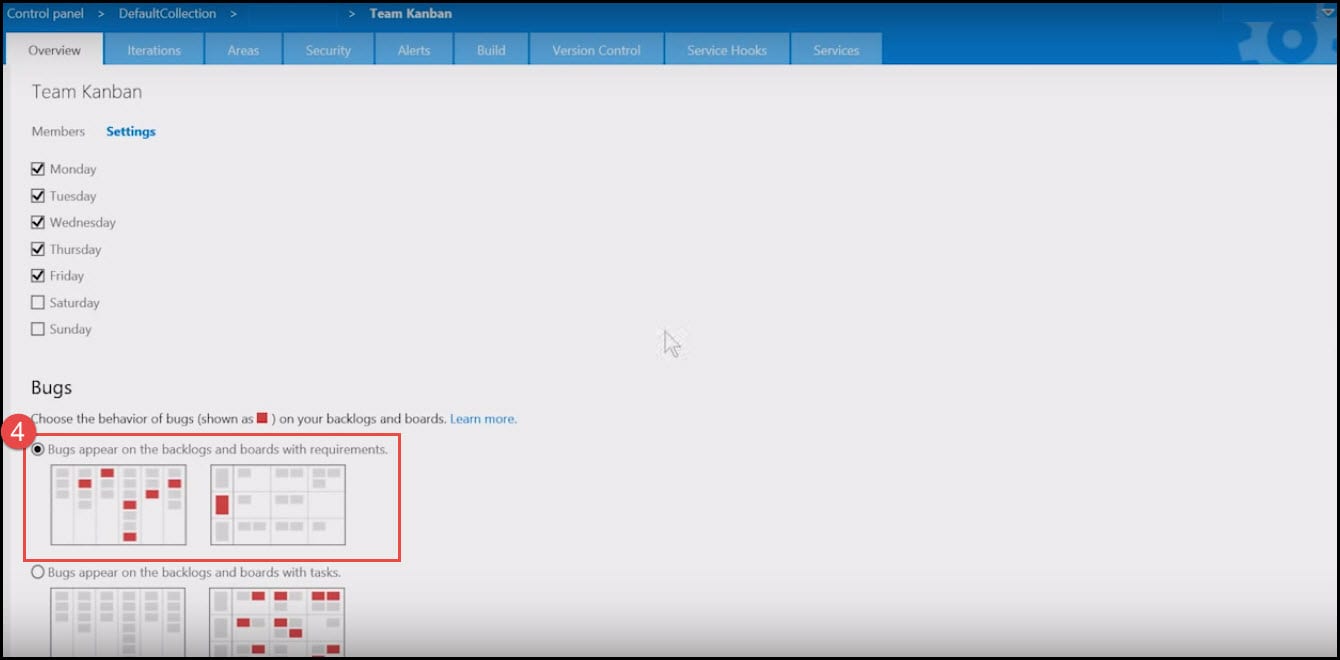 Control panel > DefaultCollection > > Team Kanban
Overview Iterations Areas Security Alerts Build Version Control Service Hooks Services
Team Kanban
Members Settings
Monday
Tuesday
Wednesday
Thursday
Friday
Saturday
Sunday
Bugs
Choose the behavior of bugs (shown as ) on your backlogs and boards. Learn more.
4
Bugs appear on the backlogs and boards with requirements.
Bugs appear on the backlogs and boards with tasks.